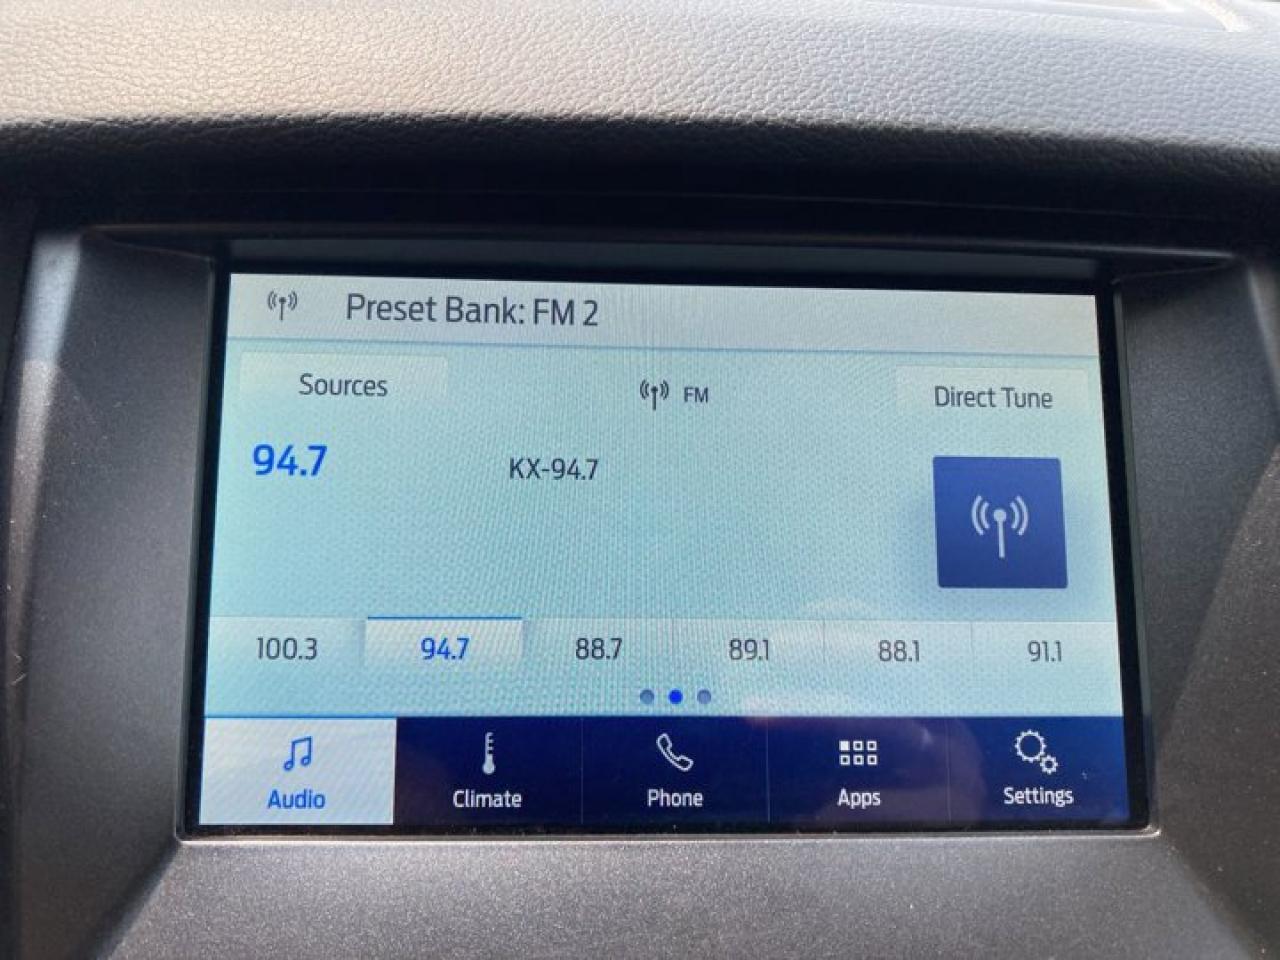 Preset Bank: FM 2
Sources
FM
Direct Tune
94.7
KX-94.7
100.3 94.7 88.7 89.1 88.1 91.1
Audio Climate Phone Apps Settings